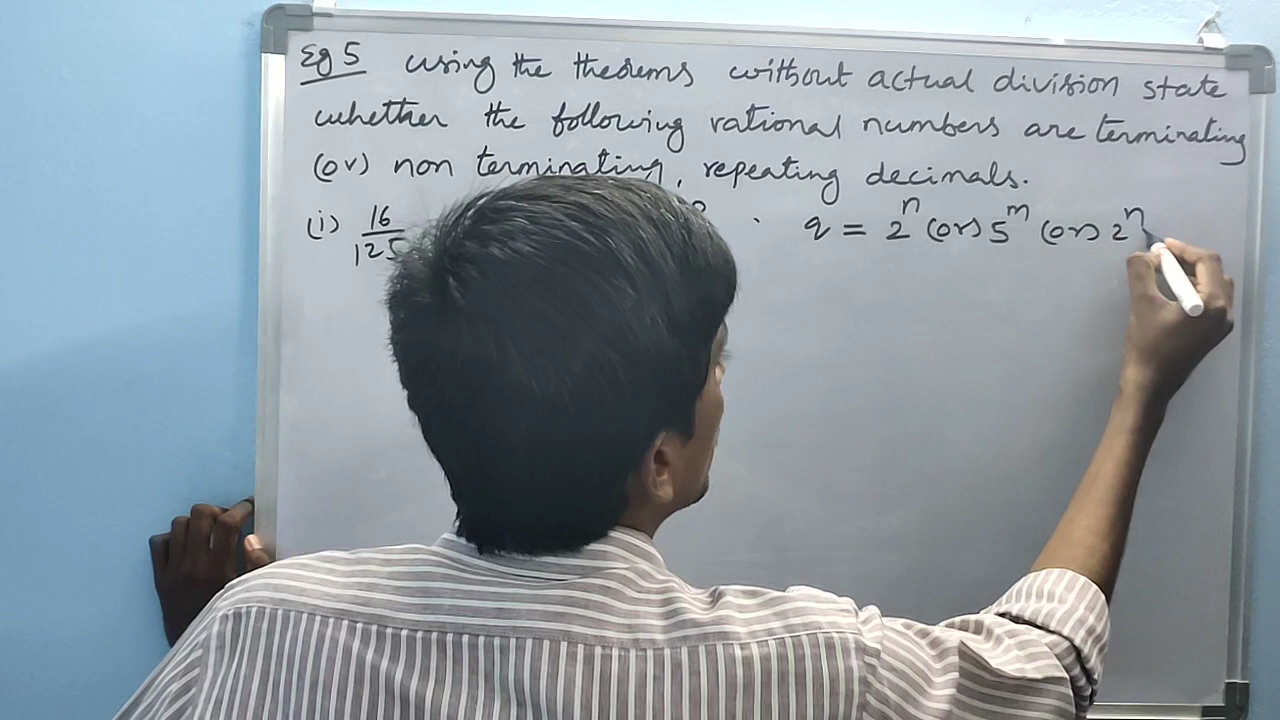 Eg 5 using the theorems without actual division state
whether the following rational numbers are terminating
(or) non terminating, repeating decimals.
(i) 16/125 q = 2^n (or) 5^m (or) 2^n